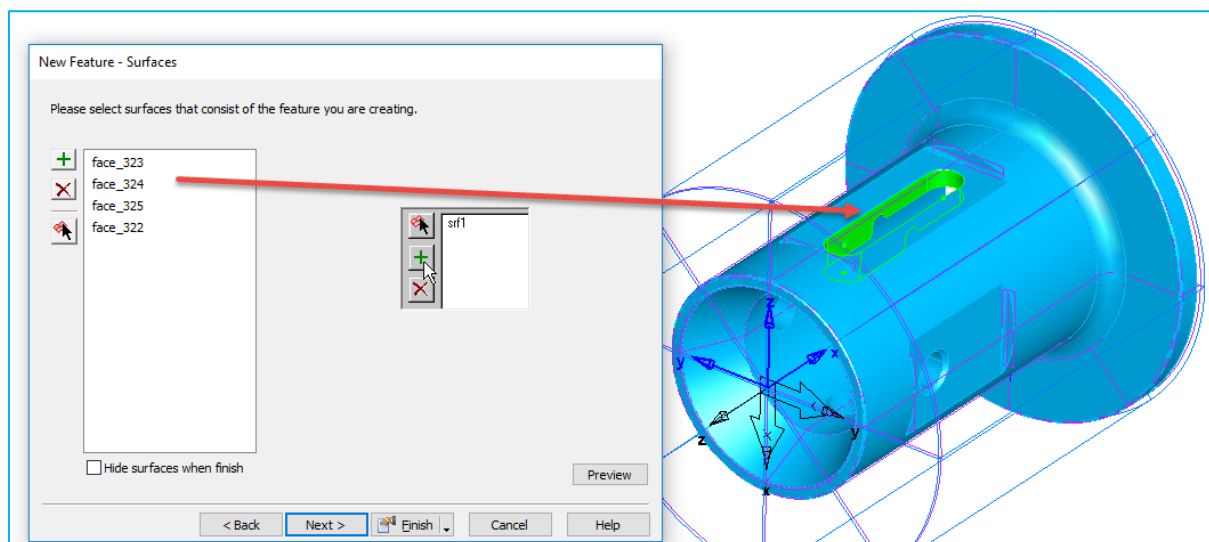 New Feature - Surfaces
Please select surfaces that consist of the feature you are creating.
face_323
face_324
face_325
face_322
srf1
Hide surfaces when finish
Preview
< Back
Next >
Finish
Cancel
Help
z
x
y
z
y
x